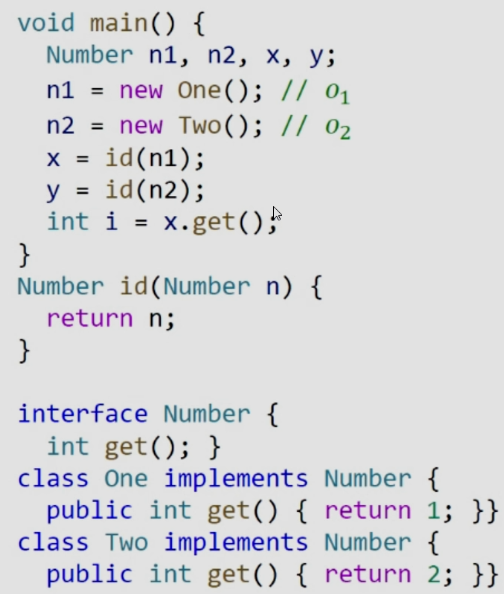 void main() {
  Number n1, n2, x, y;
  n1 = new One(); // o₁
  n2 = new Two(); // o₂
  x = id(n1);
  y = id(n2);
  int i = x.get();
}
Number id(Number n) {
  return n;
}

interface Number {
  int get(); }
class One implements Number {
  public int get() { return 1; }}
class Two implements Number {
  public int get() { return 2; }}